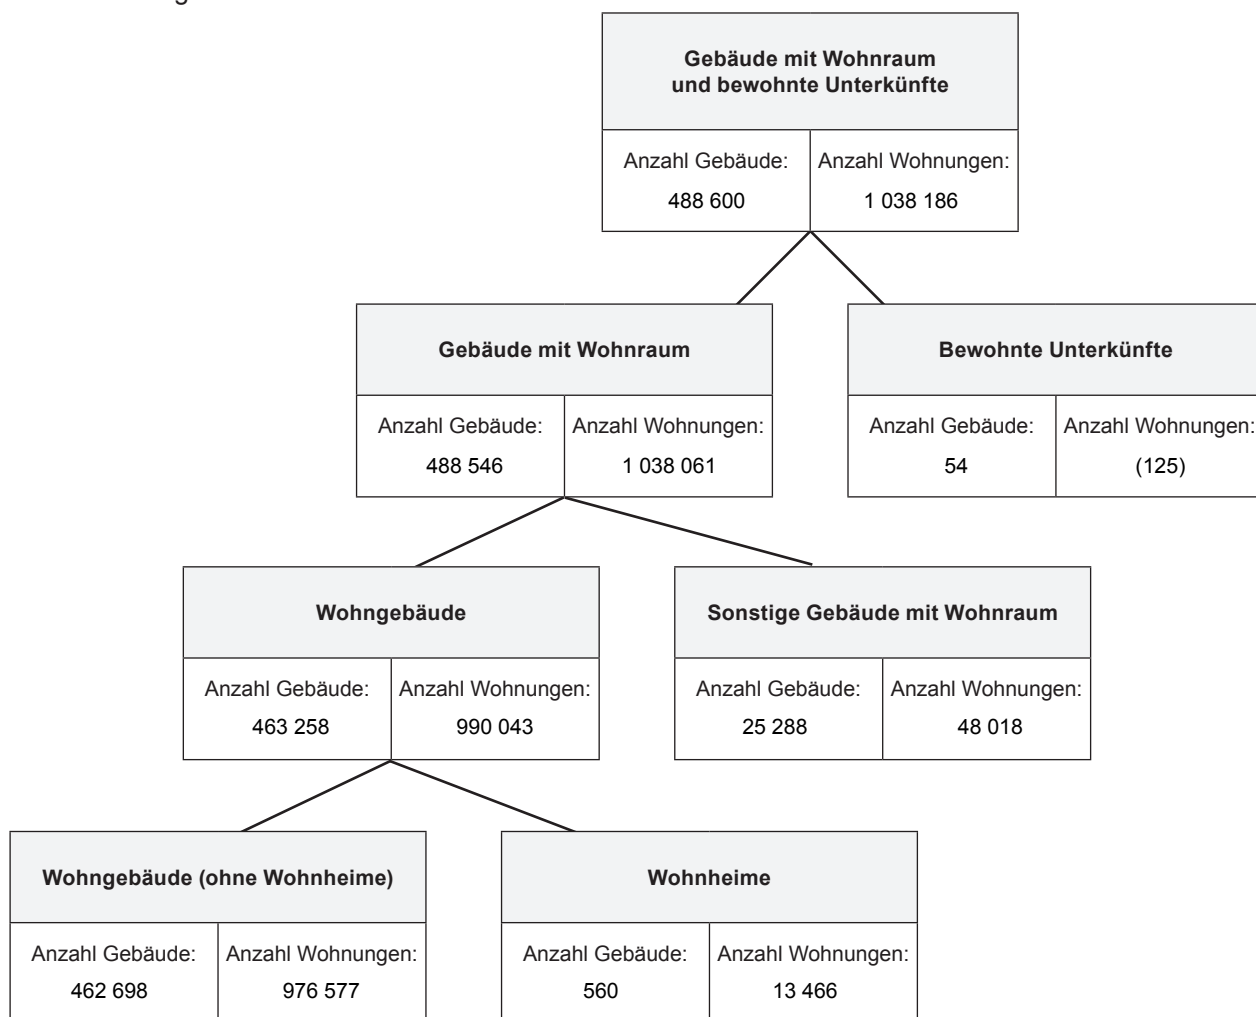 Gebäude mit Wohnraum
und bewohnte Unterkünfte
Anzahl Gebäude: Anzahl Wohnungen:
488 600 1 038 186
Gebäude mit Wohnraum
Anzahl Gebäude: Anzahl Wohnungen:
488 546 1 038 061
Bewohnte Unterkünfte
Anzahl Gebäude: Anzahl Wohnungen:
54 (125)
Wohngebäude
Anzahl Gebäude: Anzahl Wohnungen:
463 258 990 043
Sonstige Gebäude mit Wohnraum
Anzahl Gebäude: Anzahl Wohnungen:
25 288 48 018
Wohngebäude (ohne Wohnheime)
Anzahl Gebäude: Anzahl Wohnungen:
462 698 976 577
Wohnheime
Anzahl Gebäude: Anzahl Wohnungen:
560 13 466